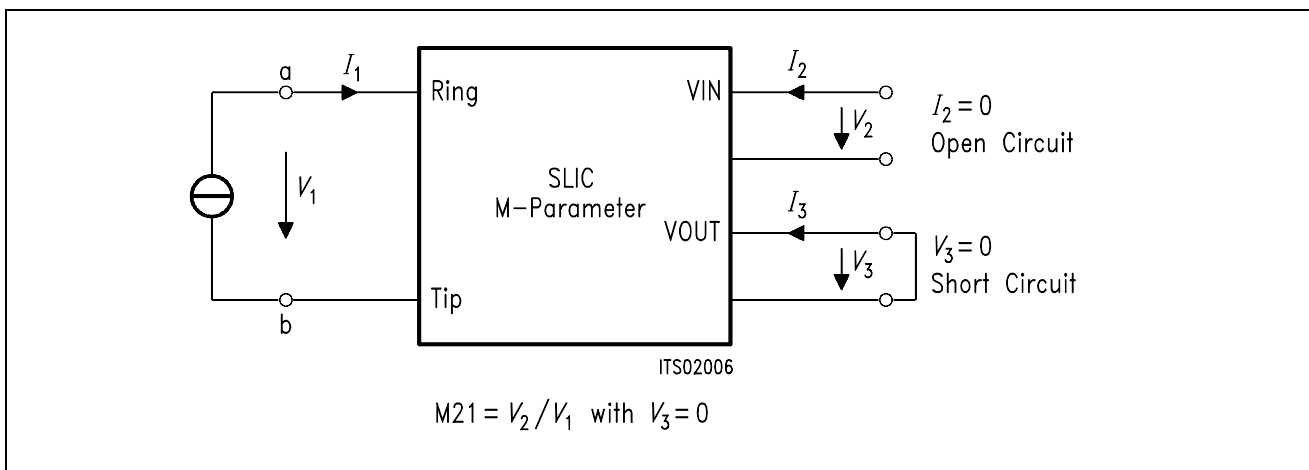 a
I₁
Ring
V₁
Tip
b
SLIC
M-Parameter
VIN
I₂
V₂
I₂ = 0
Open Circuit
VOUT
I₃
V₃
V₃ = 0
Short Circuit
ITS02006
M21 = V₂/V₁ with V₃ = 0